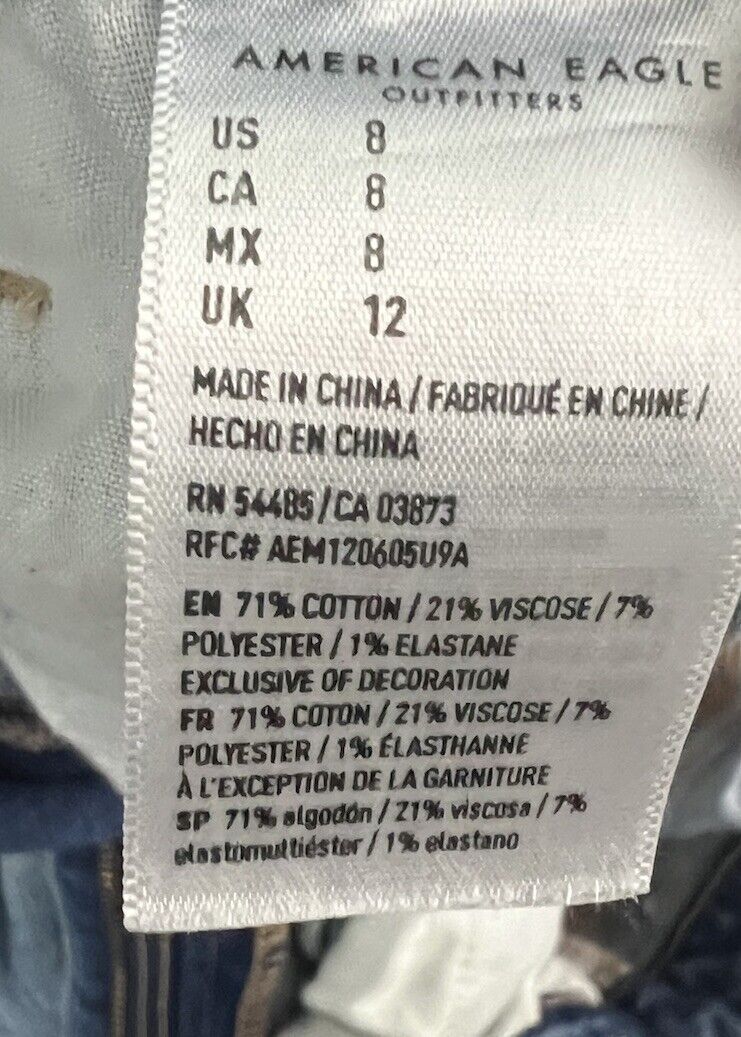 AMERICAN EAGLE
OUTFITTERS
US 8
CA 8
MX 8
UK 12
MADE IN CHINA / FABRIQUÉ EN CHINE /
HECHO EN CHINA
RN 54485 / CA 03873
RFC# AEM120605U9A
EN 71% COTTON / 21% VISCOSE / 7%
POLYESTER / 1% ELASTANE
EXCLUSIVE OF DECORATION
FR 71% COTON / 21% VISCOSE / 7%
POLYESTER / 1% ÉLASTHANNE
À L'EXCEPTION DE LA GARNITURE
SP 71% algodón / 21% viscosa / 7%
elastomultiéster / 1% elastano